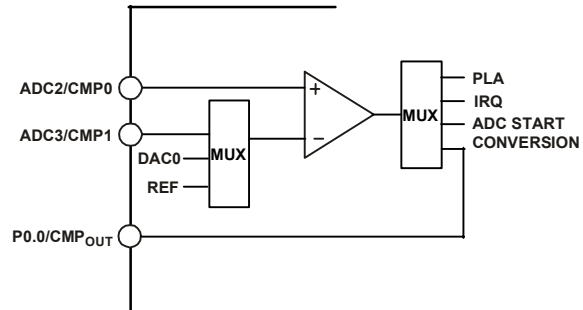 PLA
ADC2/CMP0
+
MUX
IRQ
ADC3/CMP1
ADC START
CONVERSION
DAC0
MUX
−
REF
P0.0/CMPOUT